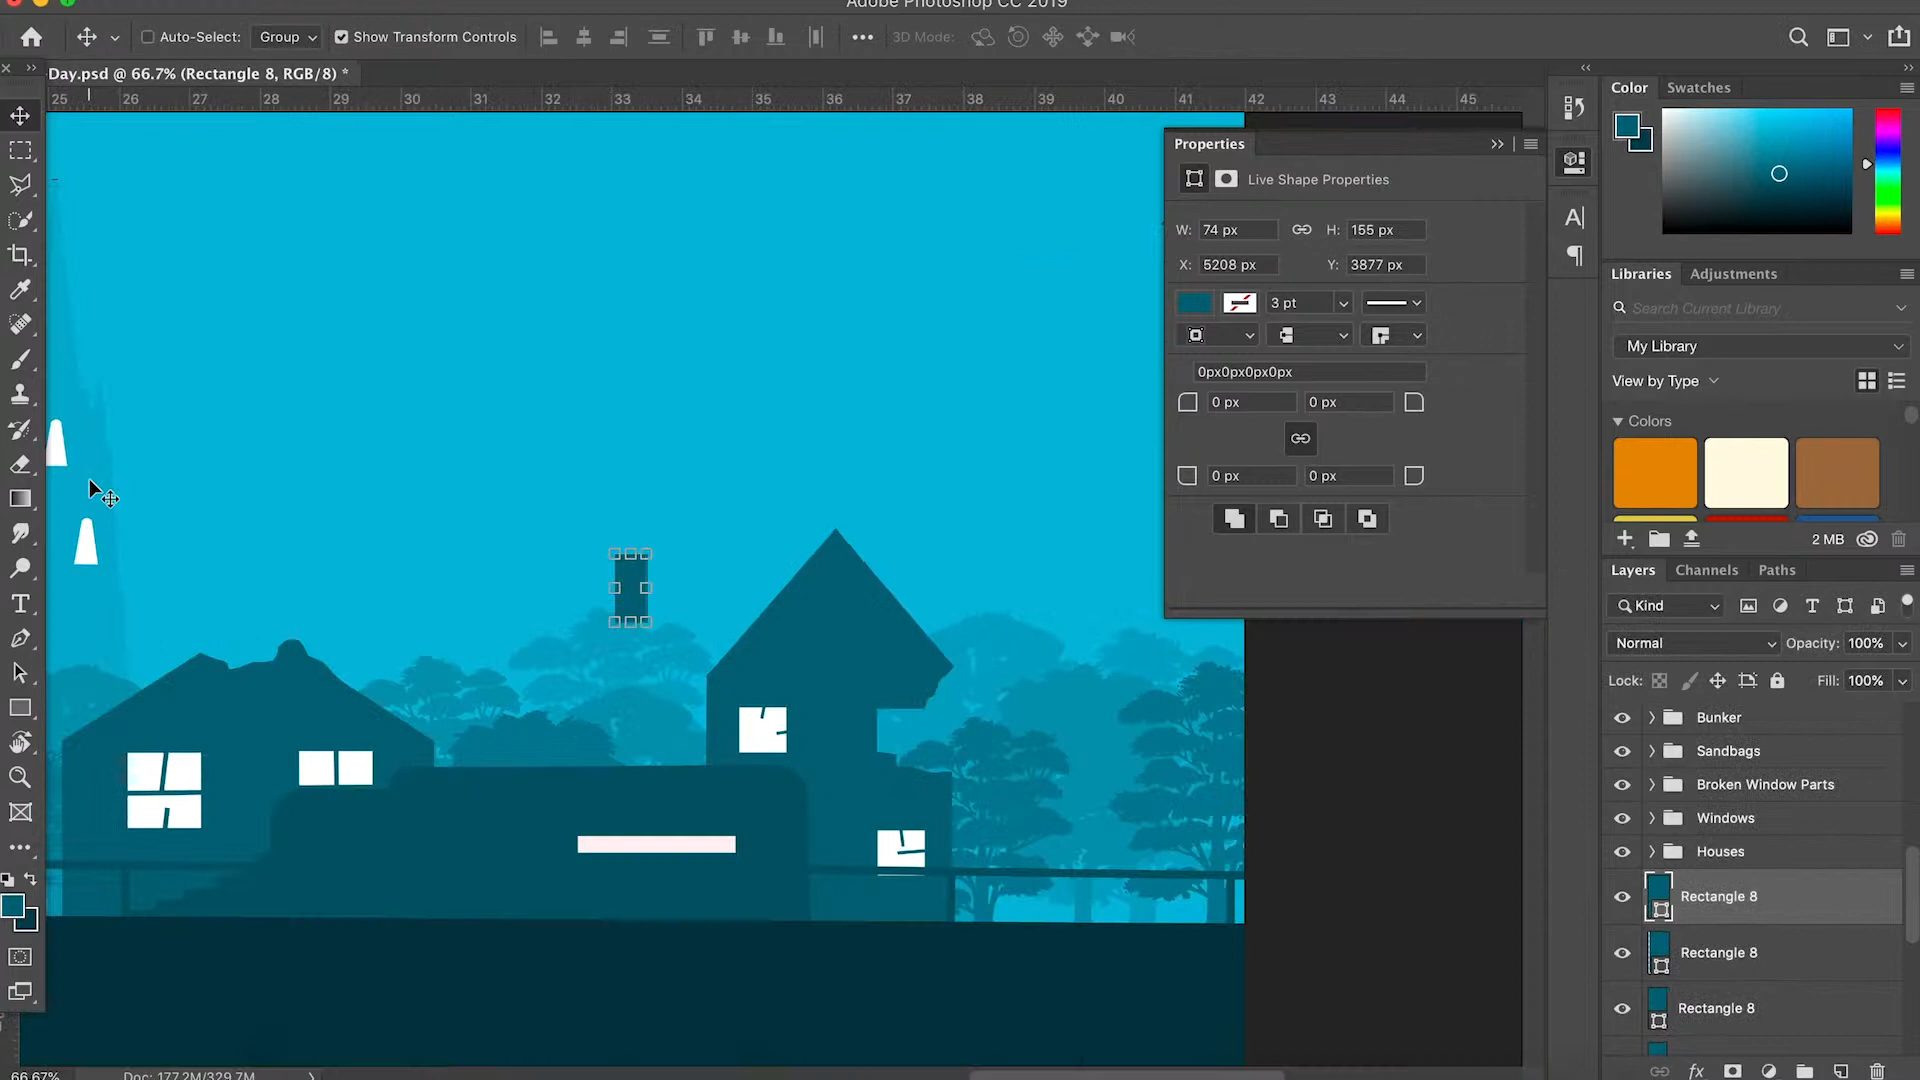 Adobe Photoshop CC 2019
Auto-Select: Group Show Transform Controls 3D Mode:
Day.psd @ 66.7% (Rectangle 8, RGB/8) *
25 26 27 28 29 30 31 32 33 34 35 36 37 38 39 40 41 42 43 44 45
Properties
Live Shape Properties
W: 74 px H: 155 px
X: 5208 px Y: 3877 px
3 pt
0px0px0px0px
0 px 0 px
0 px 0 px
Color Swatches
Libraries Adjustments
Search Current Library
My Library
View by Type
Colors
2 MB
Layers Channels Paths
Kind
Normal Opacity: 100%
Lock: Fill: 100%
Bunker
Sandbags
Broken Window Parts
Windows
Houses
Rectangle 8
Rectangle 8
Rectangle 8
fx
66.67% Doc: 177.2M/329.7M